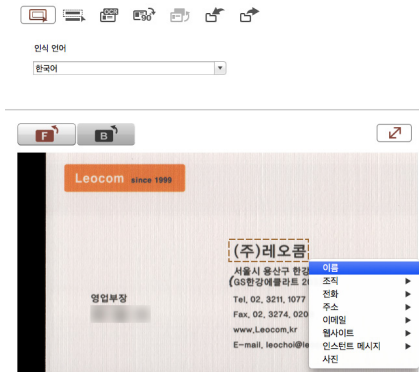 OCR
90°
인식 언어
한국어
F
B
Leocom since 1999
(주)레오콤
서울시 용산구 한강
(GS한강에클라트 20
영업부장
Tel, 02, 3211, 1077
Fax, 02, 3274, 020
www,Leocom,kr
E-mail, leochoi@le
이름
조직
전화
주소
이메일
웹사이트
인스턴트 메시지
사진